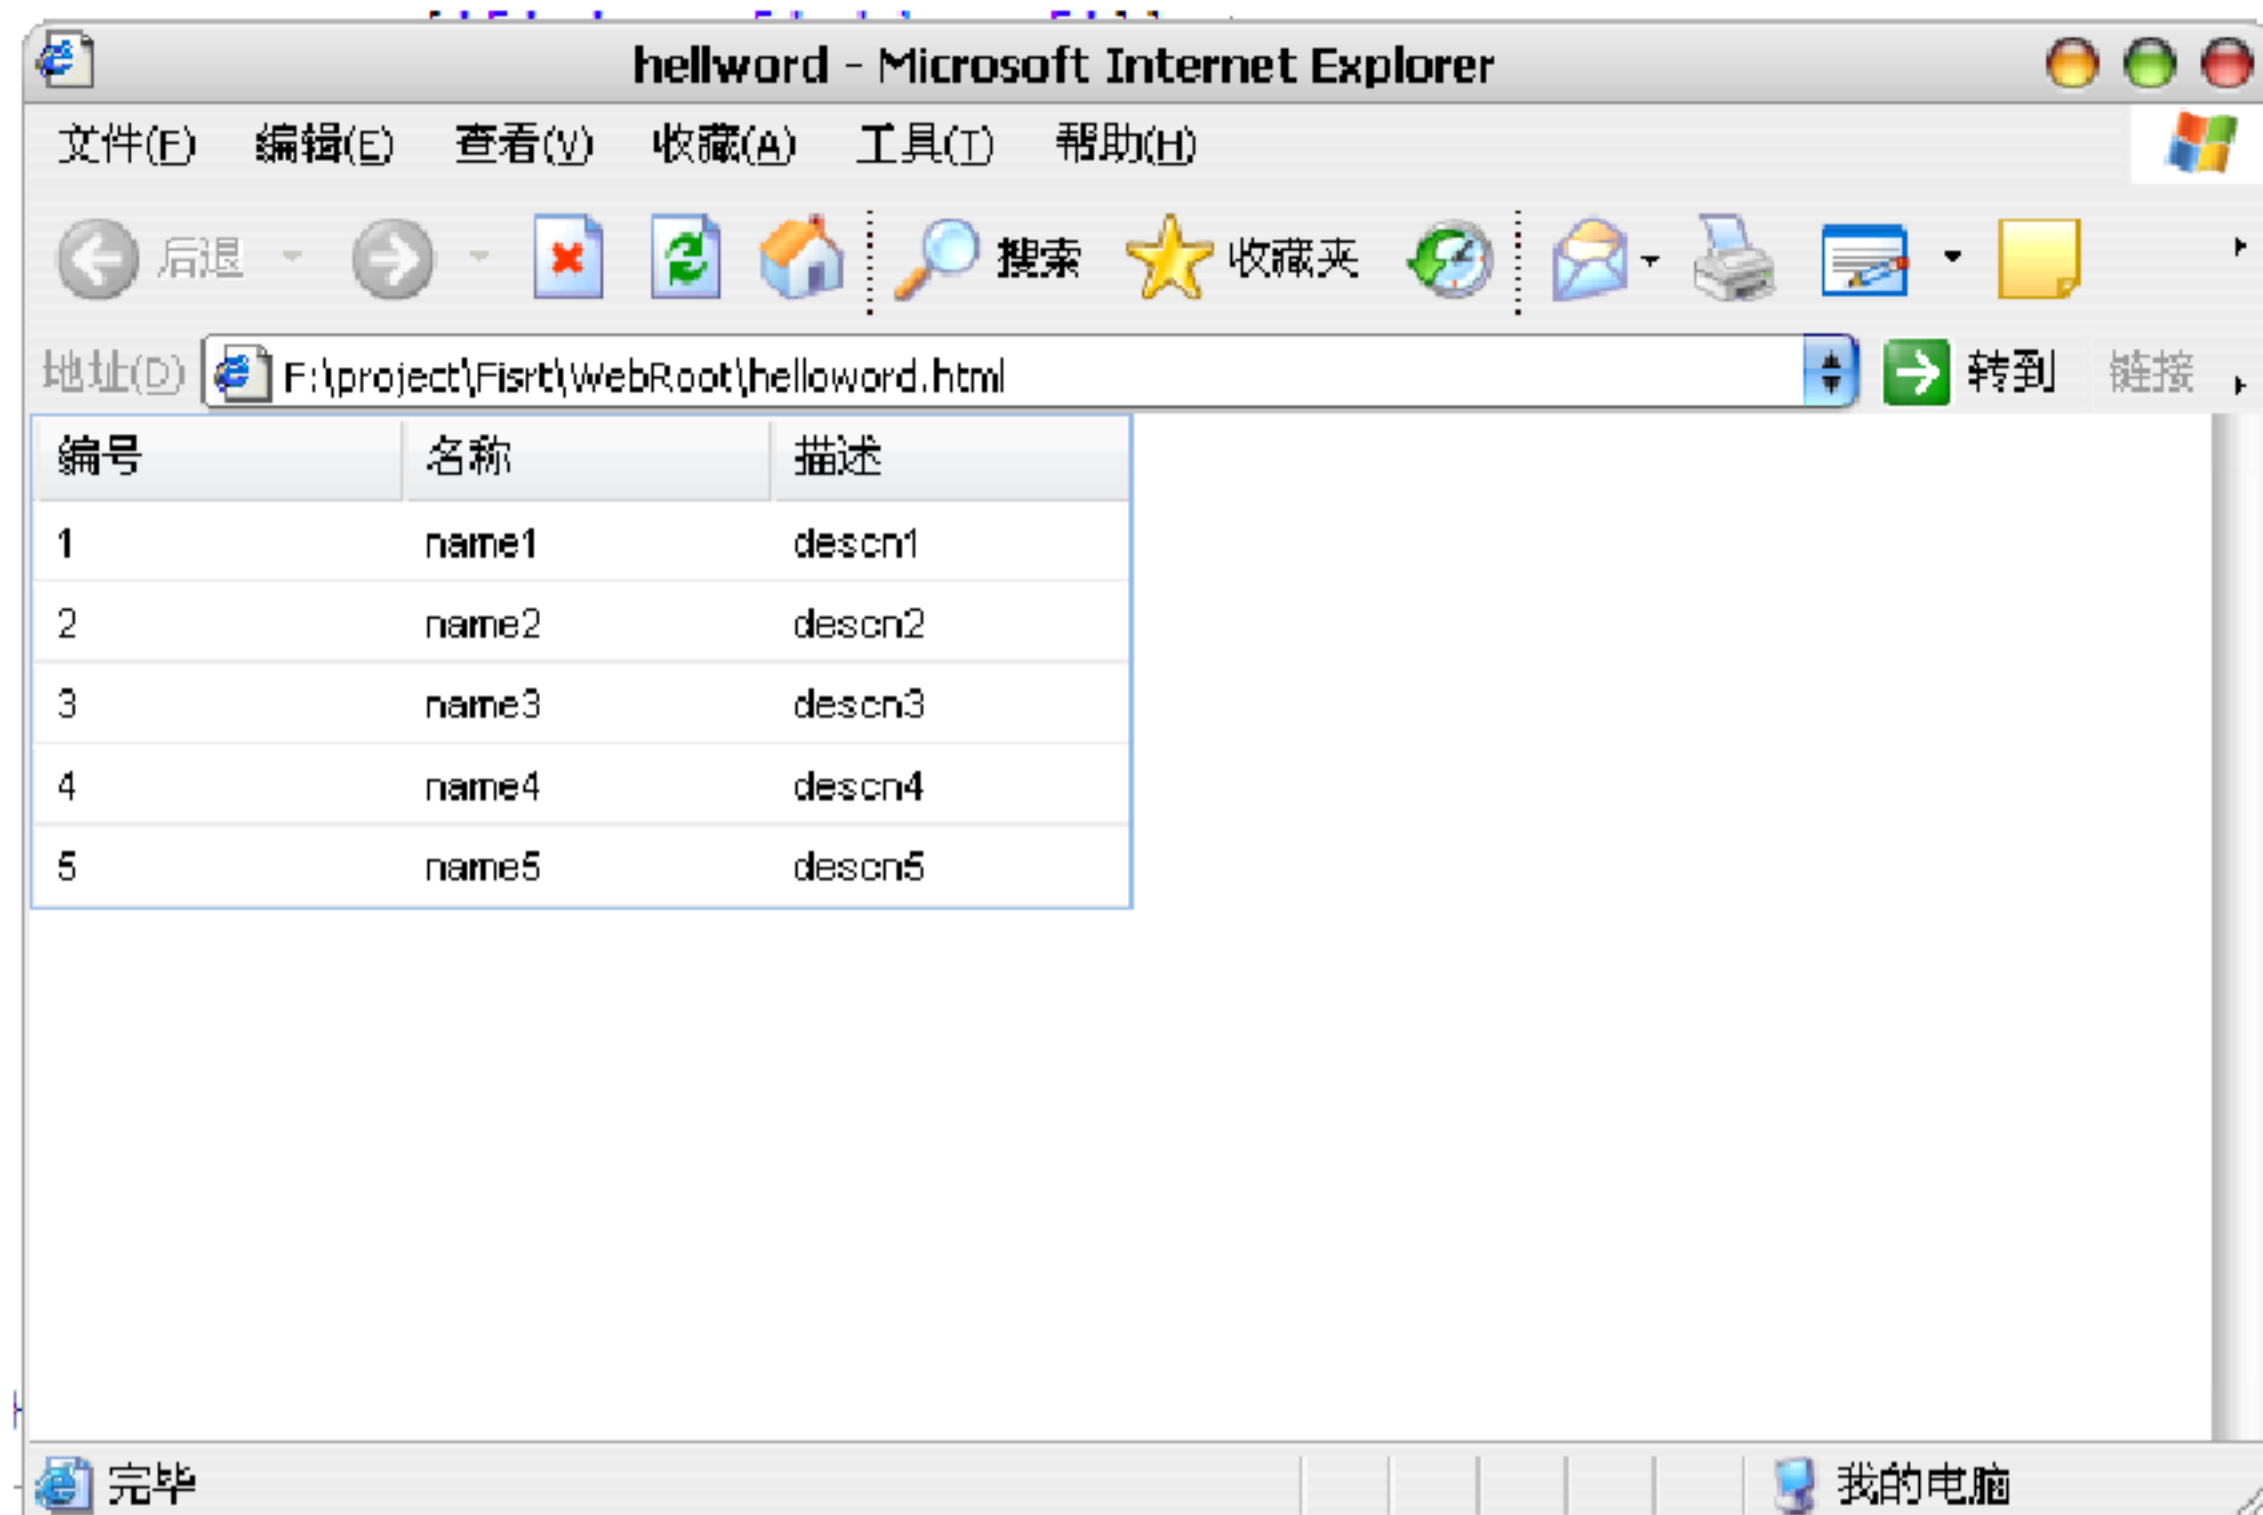 hellword - Microsoft Internet Explorer
文件(F) 编辑(E) 查看(V) 收藏(A) 工具(T) 帮助(H)
后退 搜索 收藏夹
地址(D) F:\project\Fisrt\WebRoot\helloword.html 转到 链接
编号 名称 描述
1 name1 descn1
2 name2 descn2
3 name3 descn3
4 name4 descn4
5 name5 descn5
完毕 我的电脑